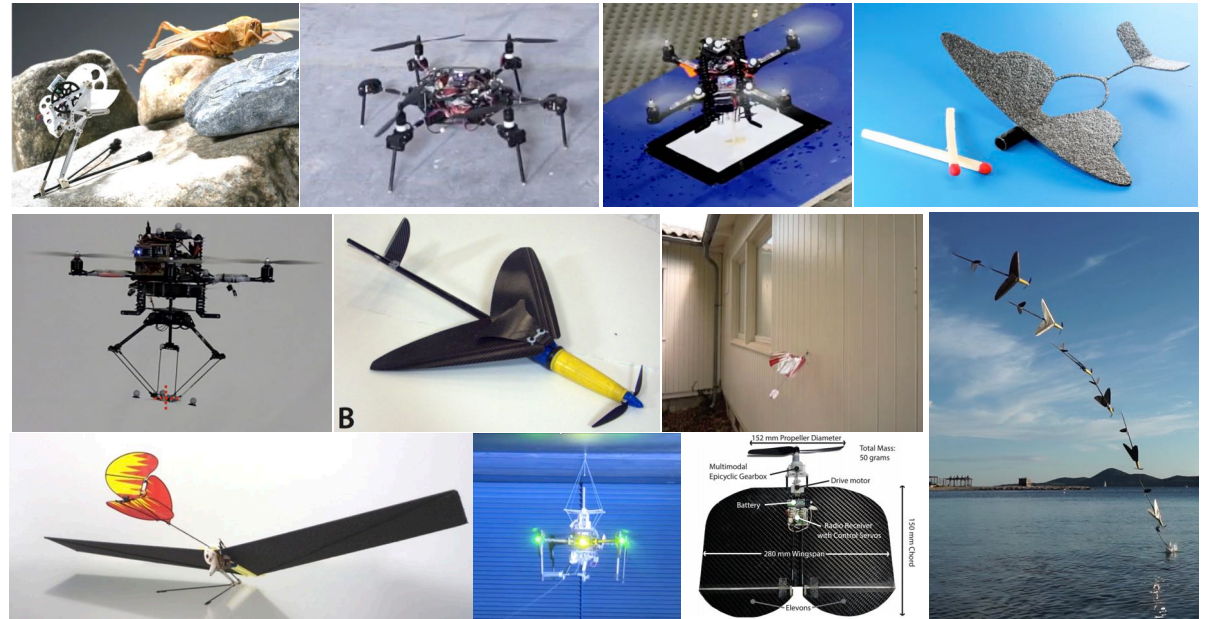 B
152 mm Propeller Diameter
Total Mass:
50 grams
Multimodal
Epicyclic Gearbox
Drive motor
Battery
Radio Receiver
with Control Servos
280 mm Wingspan
150 mm Chord
Elevons